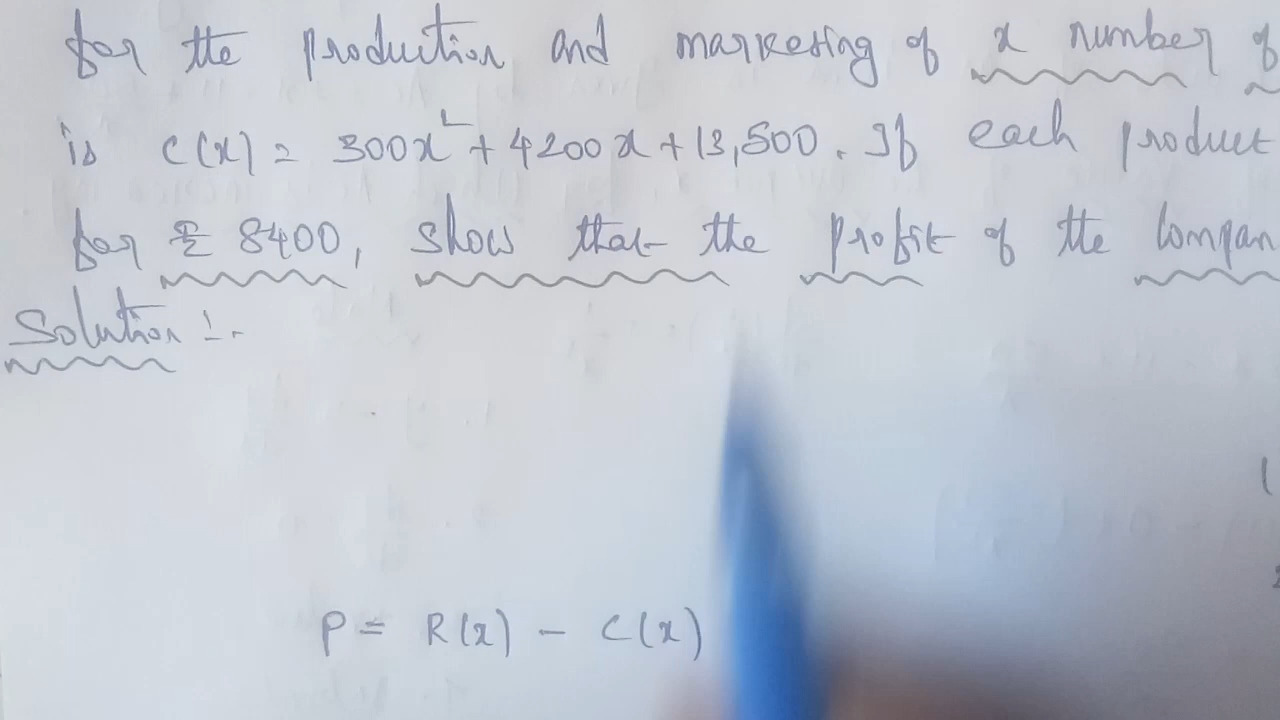 for the production and marketing of x number of
is C(x) = 300x² + 4200x + 13,500. If each product
for ₹ 8400, show that the profit of the Compan
Solution :-
P = R(x) - C(x)